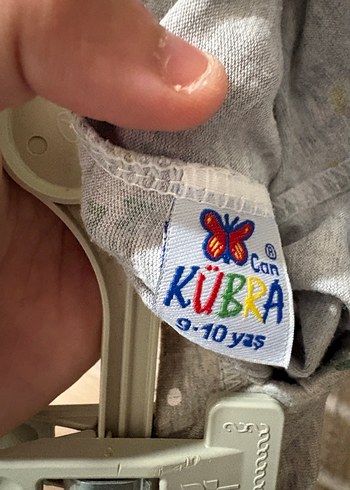 ®
Can
KÜBRA
9-10 yaş